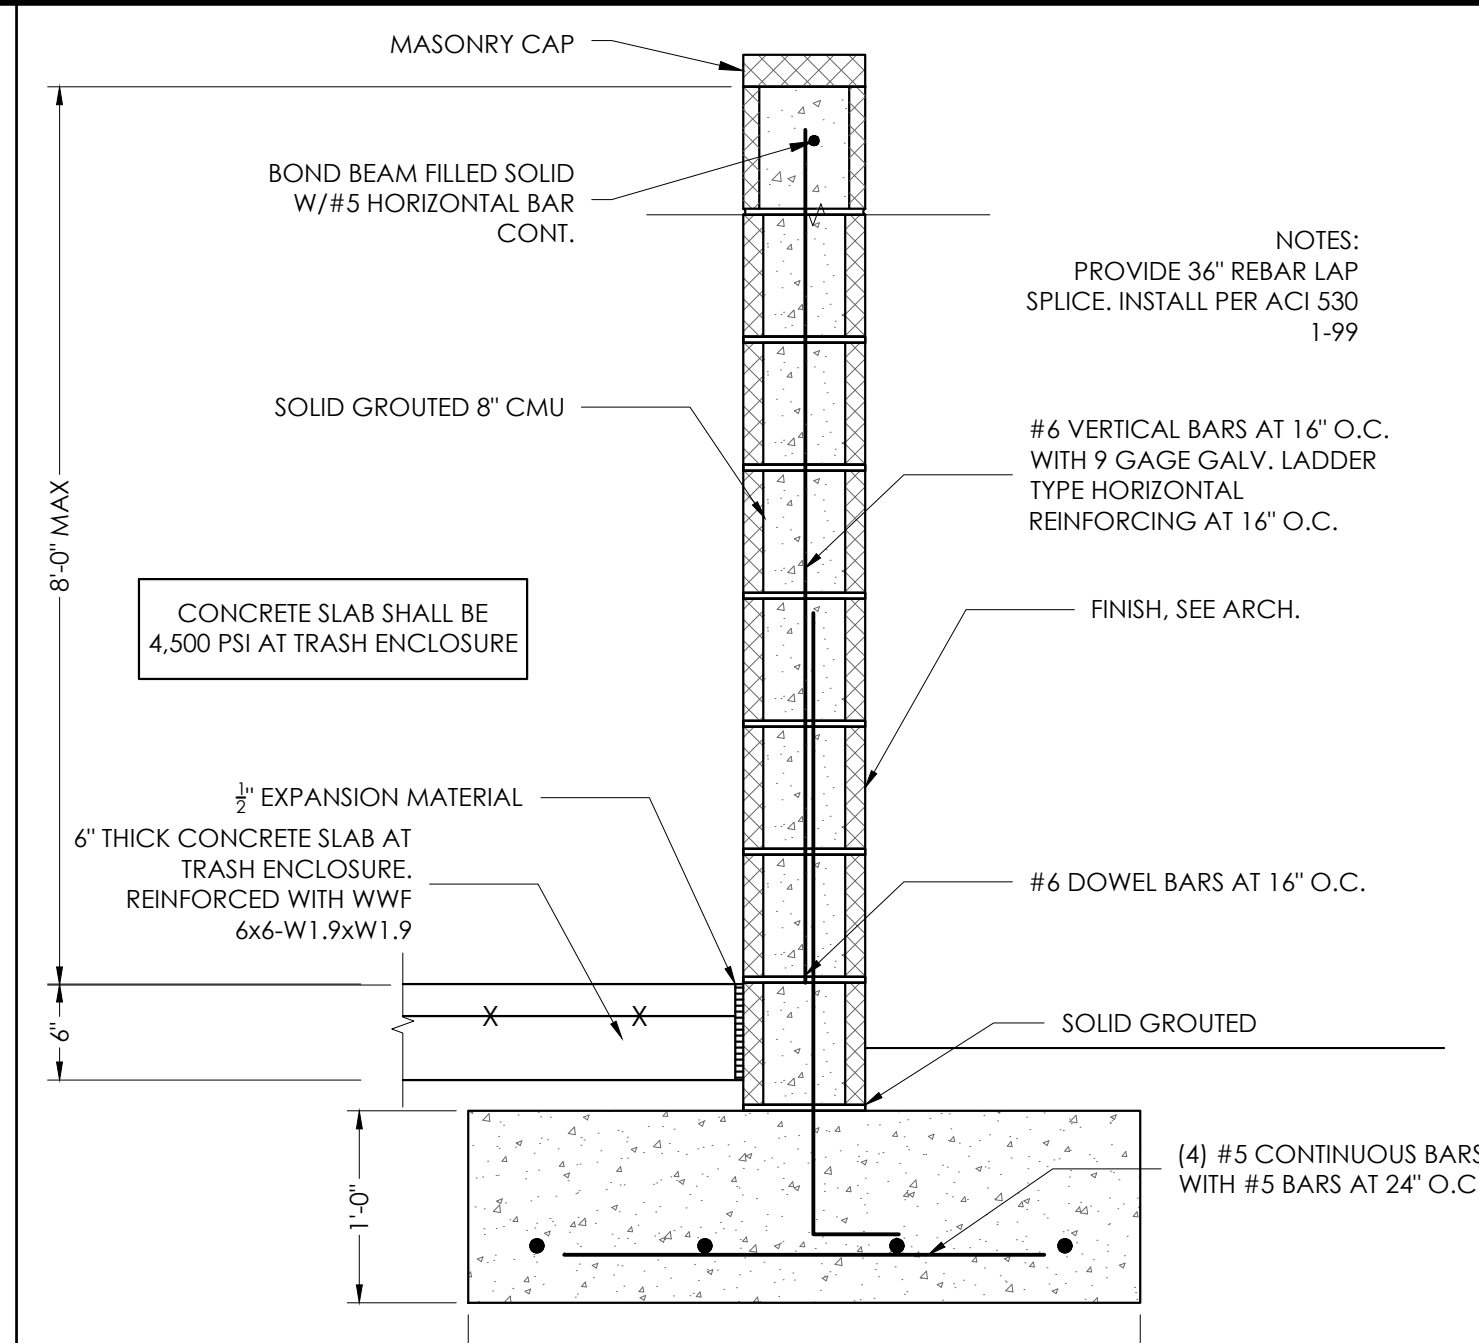 MASONRY CAP
BOND BEAM FILLED SOLID
W/#5 HORIZONTAL BAR
CONT.
NOTES:
PROVIDE 36" REBAR LAP
SPLICE. INSTALL PER ACI 530
1-99
SOLID GROUTED 8" CMU
#6 VERTICAL BARS AT 16" O.C.
WITH 9 GAGE GALV. LADDER
TYPE HORIZONTAL
REINFORCING AT 16" O.C.
8'-0" MAX
CONCRETE SLAB SHALL BE
4,500 PSI AT TRASH ENCLOSURE
FINISH, SEE ARCH.
½" EXPANSION MATERIAL
6" THICK CONCRETE SLAB AT
TRASH ENCLOSURE.
REINFORCED WITH WWF
6x6-W1.9xW1.9
#6 DOWEL BARS AT 16" O.C.
6"
X X
SOLID GROUTED
1'-0"
(4) #5 CONTINUOUS BARS
WITH #5 BARS AT 24" O.C